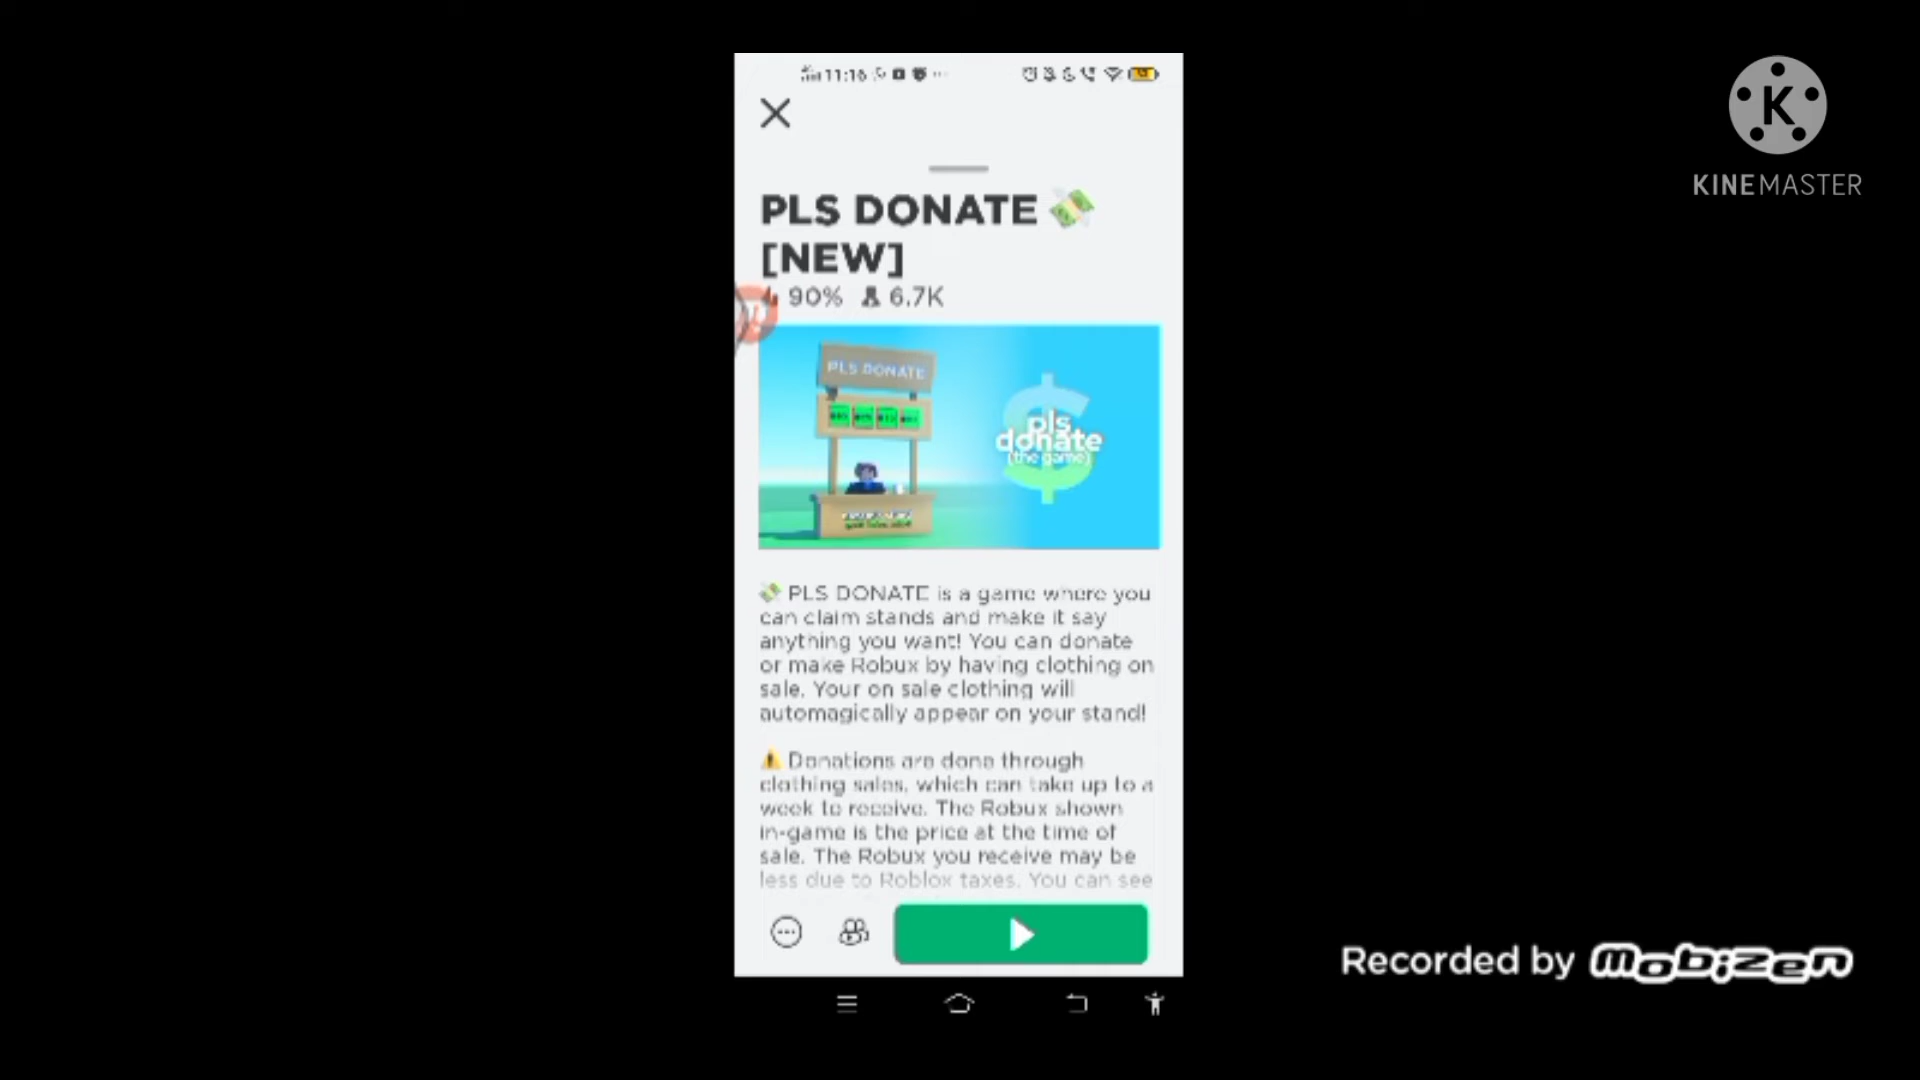 11:16
K
KINEMASTER
PLS DONATE 💸
[NEW]
90% 6.7K
PLS DONATE
pls
donate
(the game)
💸 PLS DONATE is a game where you
can claim stands and make it say
anything you want! You can donate
or make Robux by having clothing on
sale. Your on sale clothing will
automagically appear on your stand!
⚠️ Donations are done through
clothing sales, which can take up to a
week to receive. The Robux shown
in-game is the price at the time of
sale. The Robux you receive may be
less due to Roblox taxes. You can see
Recorded by mobizen